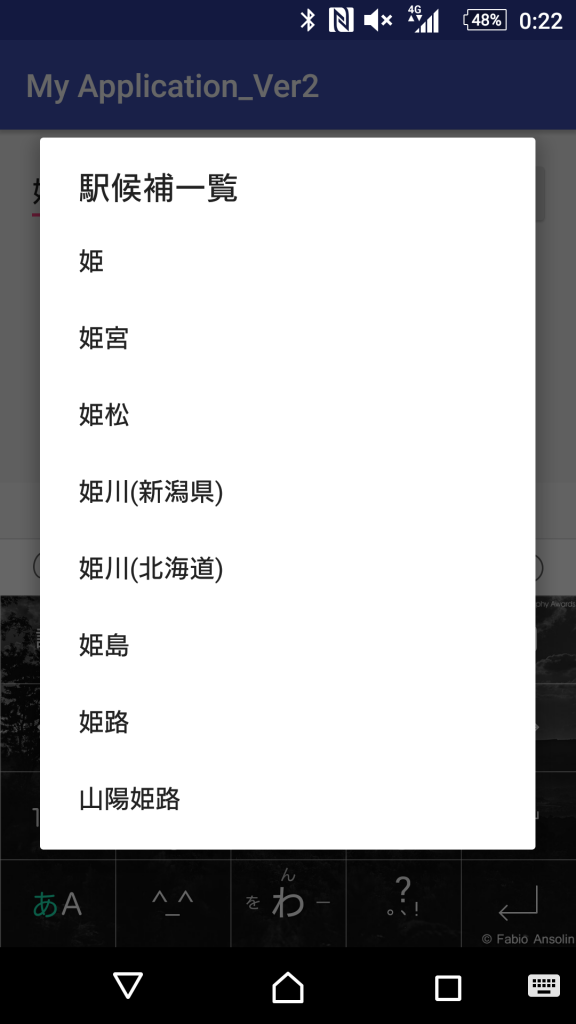 4G 48% 0:22
My Application_Ver2
駅候補一覧
姫
姫宮
姫松
姫川(新潟県)
姫川(北海道)
姫島
姫路
山陽姫路
ん
あA ^_^ を わ ー ?
。、!
© Fabio Ansolin